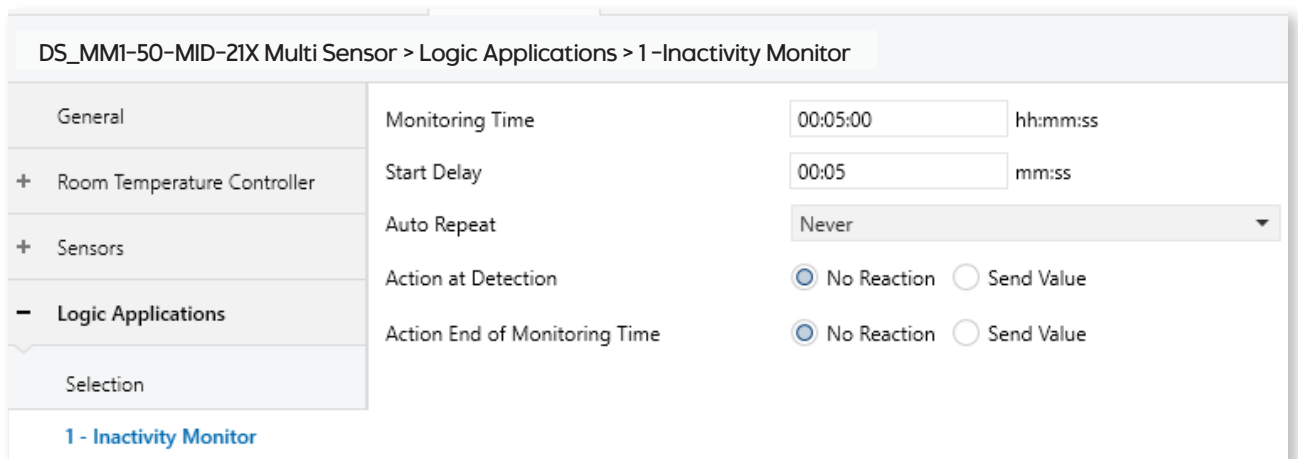 DS_MM1-50-MID-21X Multi Sensor > Logic Applications > 1 -Inactivity Monitor
General
+ Room Temperature Controller
+ Sensors
– Logic Applications
Selection
1 - Inactivity Monitor
Monitoring Time 00:05:00 hh:mm:ss
Start Delay 00:05 mm:ss
Auto Repeat Never
Action at Detection No Reaction Send Value
Action End of Monitoring Time No Reaction Send Value